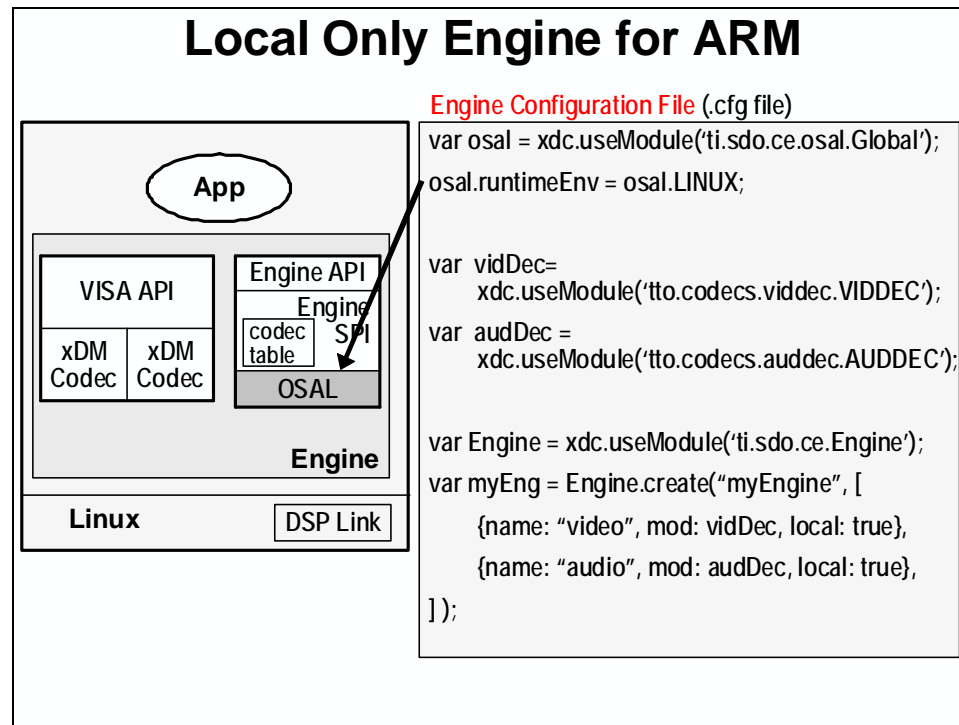 Local Only Engine for ARM
Engine Configuration File (.cfg file)
App
VISA API
xDM
Codec
xDM
Codec
Engine API
Engine
SPI
codec
table
OSAL
Engine
Linux
DSP Link
var osal = xdc.useModule(‘ti.sdo.ce.osal.Global’);
osal.runtimeEnv = osal.LINUX;
var vidDec=
xdc.useModule(‘tto.codecs.viddec.VIDDEC’);
var audDec =
xdc.useModule(‘tto.codecs.auddec.AUDDEC’);
var Engine = xdc.useModule(‘ti.sdo.ce.Engine’);
var myEng = Engine.create(“myEngine”, [
{name: “video”, mod: vidDec, local: true},
{name: “audio”, mod: audDec, local: true},
] );